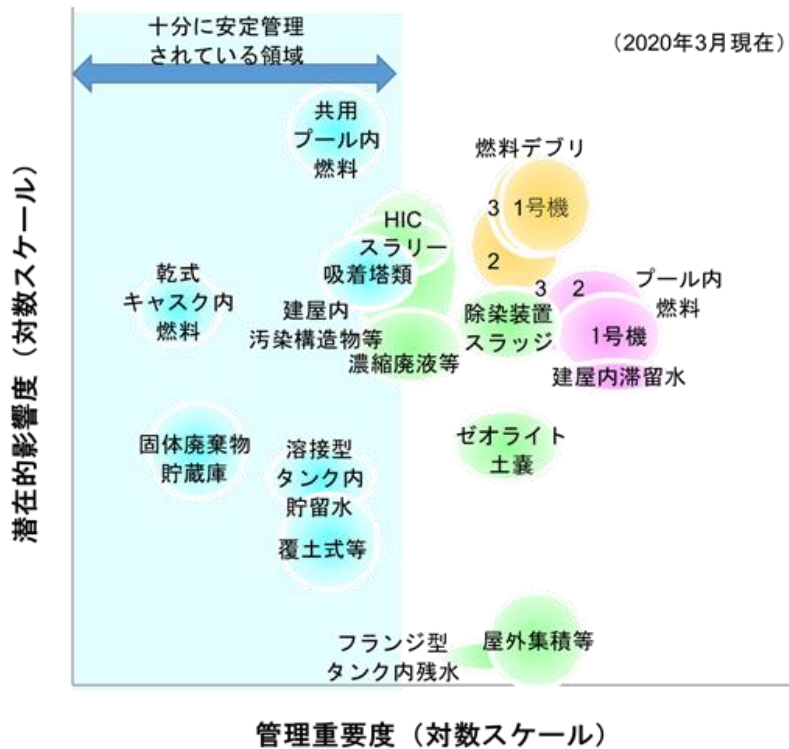 十分に安定管理
されている領域
（2020年3月現在）
共用
プール内
燃料
燃料デブリ
3
1号機
2
HIC
スラリー
吸着塔類
乾式
キャスク内
燃料
建屋内
汚染構造物等
濃縮廃液等
除染装置
スラッジ
3
2
プール内
燃料
1号機
建屋内滞留水
固体廃棄物
貯蔵庫
溶接型
タンク内
貯留水
覆土式等
ゼオライト
土嚢
フランジ型
タンク内残水
屋外集積等
潜在的影響度（対数スケール）
管理重要度（対数スケール）